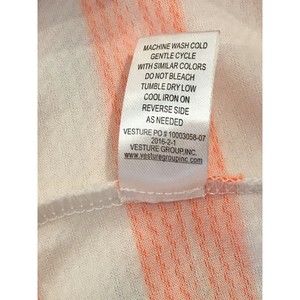 MACHINE WASH COLD
GENTLE CYCLE
WITH SIMILAR COLORS
DO NOT BLEACH
TUMBLE DRY LOW
COOL IRON ON
REVERSE SIDE
AS NEEDED
VESTURE PO # 10003058-07
2016-2-1
VESTURE GROUP,INC.
www.vesturegroupinc.com